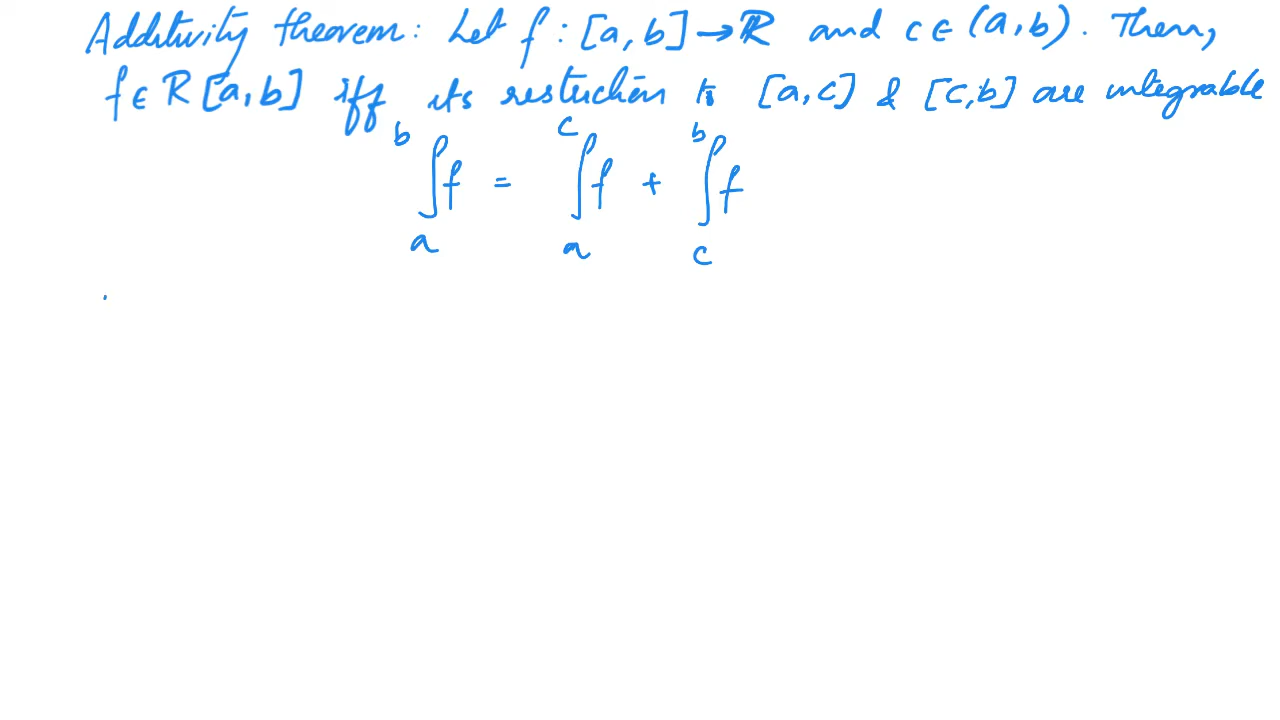 Additivity theorem: Let f : [a, b] → ℝ and c ∈ (a, b). Then,
f ∈ R [a, b] iff its restriction to [a, c] & [c, b] are integrable
∫_a^b f = ∫_a^c f + ∫_c^b f